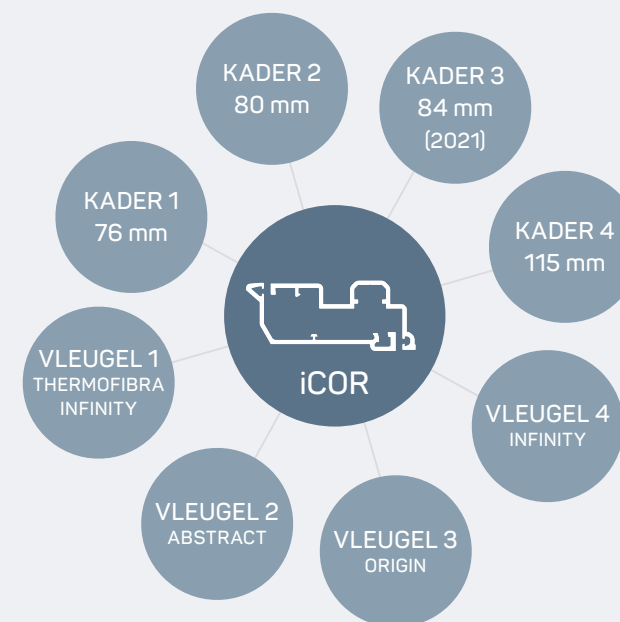 KADER 2
80 mm
KADER 3
84 mm
(2021)
KADER 1
76 mm
KADER 4
115 mm
iCOR
VLEUGEL 1
THERMOFIBRA
INFINITY
VLEUGEL 4
INFINITY
VLEUGEL 2
ABSTRACT
VLEUGEL 3
ORIGIN